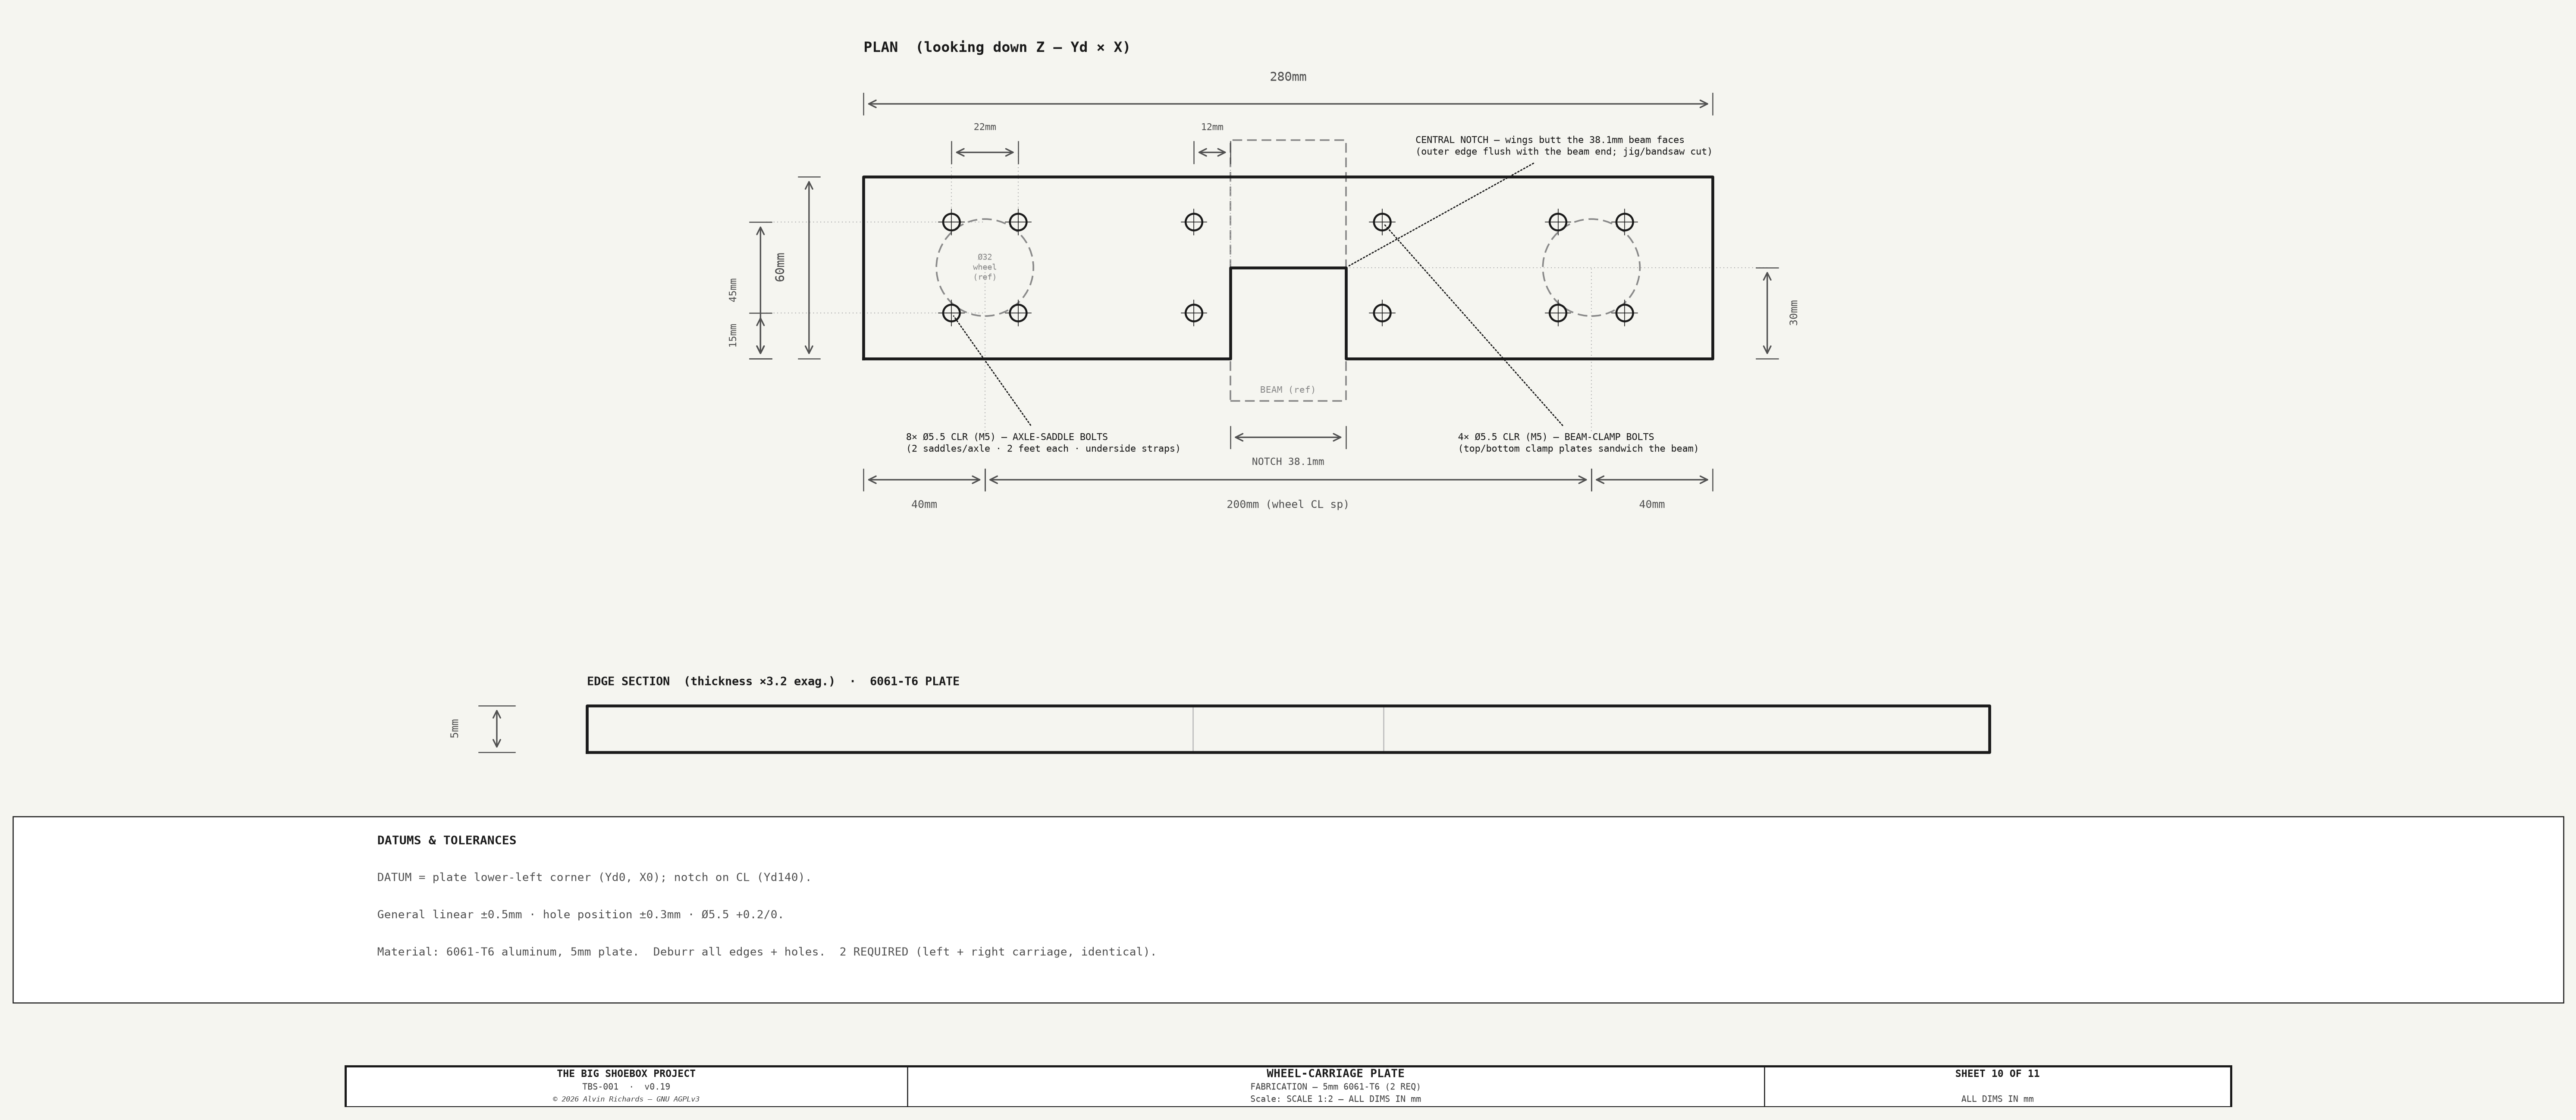 PLAN  (looking down Z — Yd × X)
280mm
22mm
12mm
CENTRAL NOTCH — wings butt the 38.1mm beam faces
(outer edge flush with the beam end; jig/bandsaw cut)
Ø32
wheel
(ref)
60mm
45mm
15mm
30mm
BEAM (ref)
8× Ø5.5 CLR (M5) — AXLE-SADDLE BOLTS
(2 saddles/axle · 2 feet each · underside straps)
4× Ø5.5 CLR (M5) — BEAM-CLAMP BOLTS
(top/bottom clamp plates sandwich the beam)
NOTCH 38.1mm
40mm
200mm (wheel CL sp)
40mm
EDGE SECTION  (thickness ×3.2 exag.)  ·  6061-T6 PLATE
5mm
DATUMS & TOLERANCES
DATUM = plate lower-left corner (Yd0, X0); notch on CL (Yd140).
General linear ±0.5mm · hole position ±0.3mm · Ø5.5 +0.2/0.
Material: 6061-T6 aluminum, 5mm plate.  Deburr all edges + holes.  2 REQUIRED (left + right carriage, identical).
THE BIG SHOEBOX PROJECT
TBS-001  ·  v0.19
© 2026 Alvin Richards — GNU AGPLv3
WHEEL-CARRIAGE PLATE
FABRICATION — 5mm 6061-T6 (2 REQ)
Scale: SCALE 1:2 — ALL DIMS IN mm
SHEET 10 OF 11
ALL DIMS IN mm